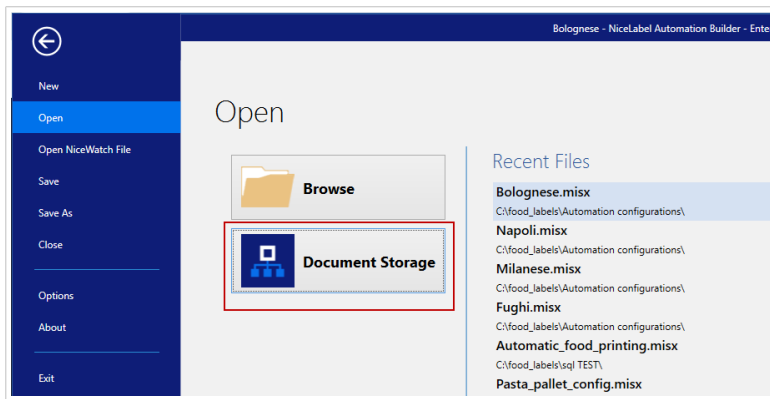 Bolognese - NiceLabel Automation Builder - Ente
New
Open
Open NiceWatch File
Save
Save As
Close
Options
About
Exit
Open
Browse
Document Storage
Recent Files
Bolognese.misx
C:\food_labels\Automation configurations\
Napoli.misx
C:\food_labels\Automation configurations\
Milanese.misx
C:\food_labels\Automation configurations\
Fughi.misx
C:\food_labels\Automation configurations\
Automatic_food_printing.misx
C:\food_labels\sql TEST\
Pasta_pallet_config.misx